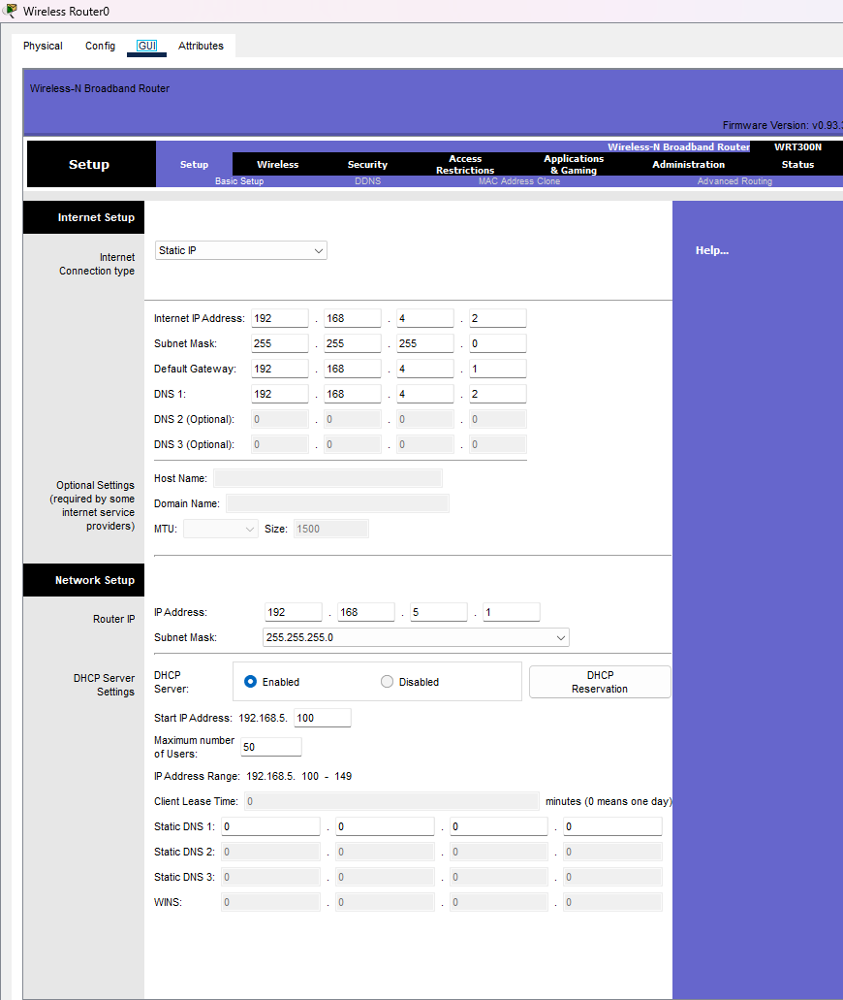 Wireless Router0
Physical Config GUI Attributes
Wireless-N Broadband Router
Firmware Version: v0.93.
Wireless-N Broadband Router WRT300N
Setup
Setup Wireless Security Access Restrictions Applications & Gaming Administration Status
Basic Setup DDNS MAC Address Clone Advanced Routing
Internet Setup
Help...
Internet Connection type Static IP
Internet IP Address: 192 . 168 . 4 . 2
Subnet Mask: 255 . 255 . 255 . 0
Default Gateway: 192 . 168 . 4 . 1
DNS 1: 192 . 168 . 4 . 2
DNS 2 (Optional): 0 . 0 . 0 . 0
DNS 3 (Optional): 0 . 0 . 0 . 0
Optional Settings
(required by some
internet service
providers)
Host Name:
Domain Name:
MTU: Size: 1500
Network Setup
Router IP
IP Address: 192 . 168 . 5 . 1
Subnet Mask: 255.255.255.0
DHCP Server
Settings
DHCP
Server: Enabled Disabled
DHCP
Reservation
Start IP Address: 192.168.5. 100
Maximum number
of Users: 50
IP Address Range: 192.168.5. 100 - 149
Client Lease Time: 0 minutes (0 means one day)
Static DNS 1: 0 . 0 . 0 . 0
Static DNS 2: 0 . 0 . 0 . 0
Static DNS 3: 0 . 0 . 0 . 0
WINS: 0 . 0 . 0 . 0